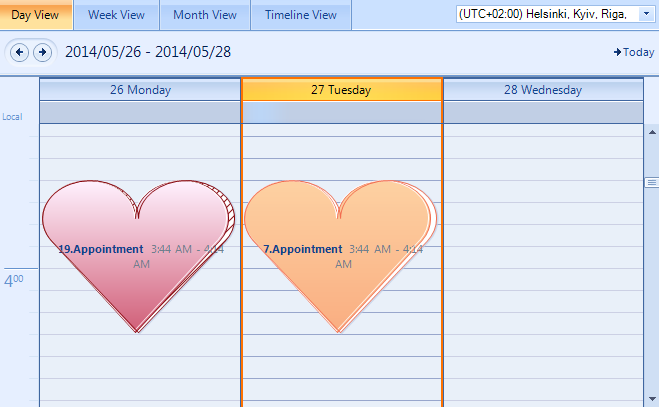 Day View Week View Month View Timeline View (UTC+02:00) Helsinki, Kyiv, Riga,
2014/05/26 - 2014/05/28 Today
26 Monday 27 Tuesday 28 Wednesday
Local
19.Appointment 3:44 AM - 4:14 AM
7.Appointment 3:44 AM - 4:14 AM
400